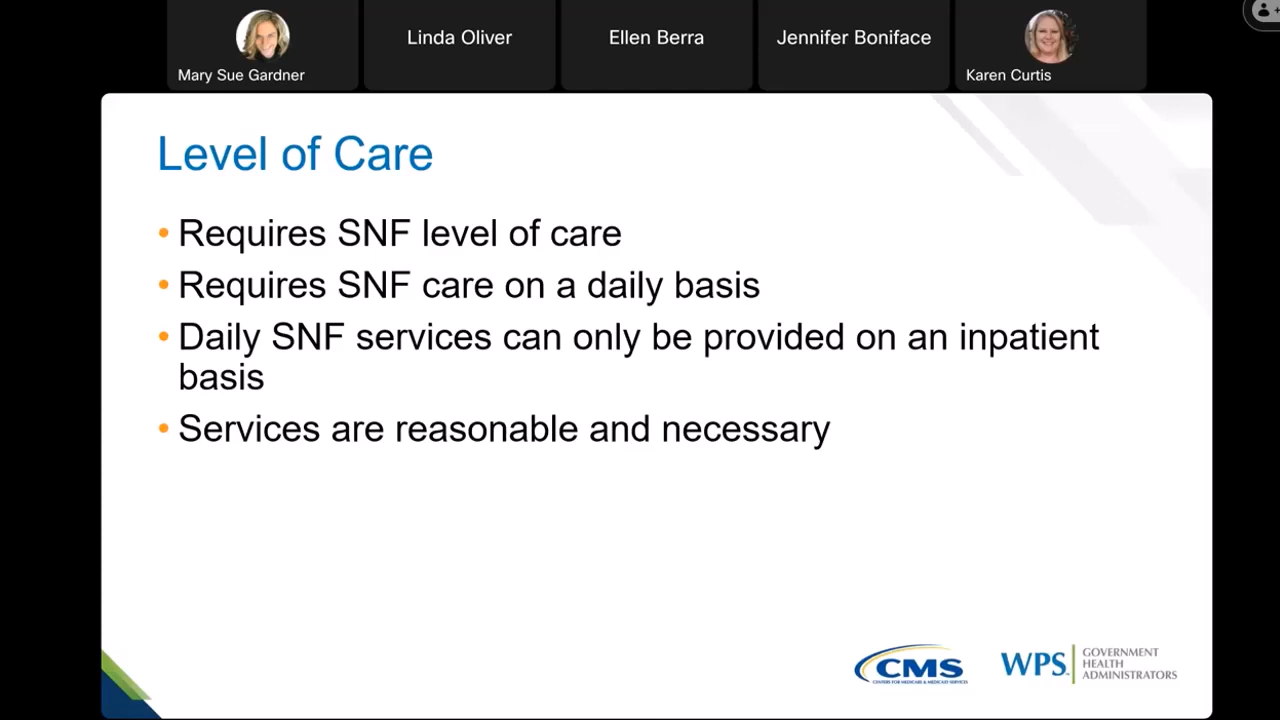 Linda Oliver
Ellen Berra
Jennifer Boniface
Mary Sue Gardner
Karen Curtis
Level of Care
• Requires SNF level of care
• Requires SNF care on a daily basis
• Daily SNF services can only be provided on an inpatient
basis
• Services are reasonable and necessary
CMS
CENTERS FOR MEDICARE & MEDICAID SERVICES
WPS
GOVERNMENT
HEALTH
ADMINISTRATORS